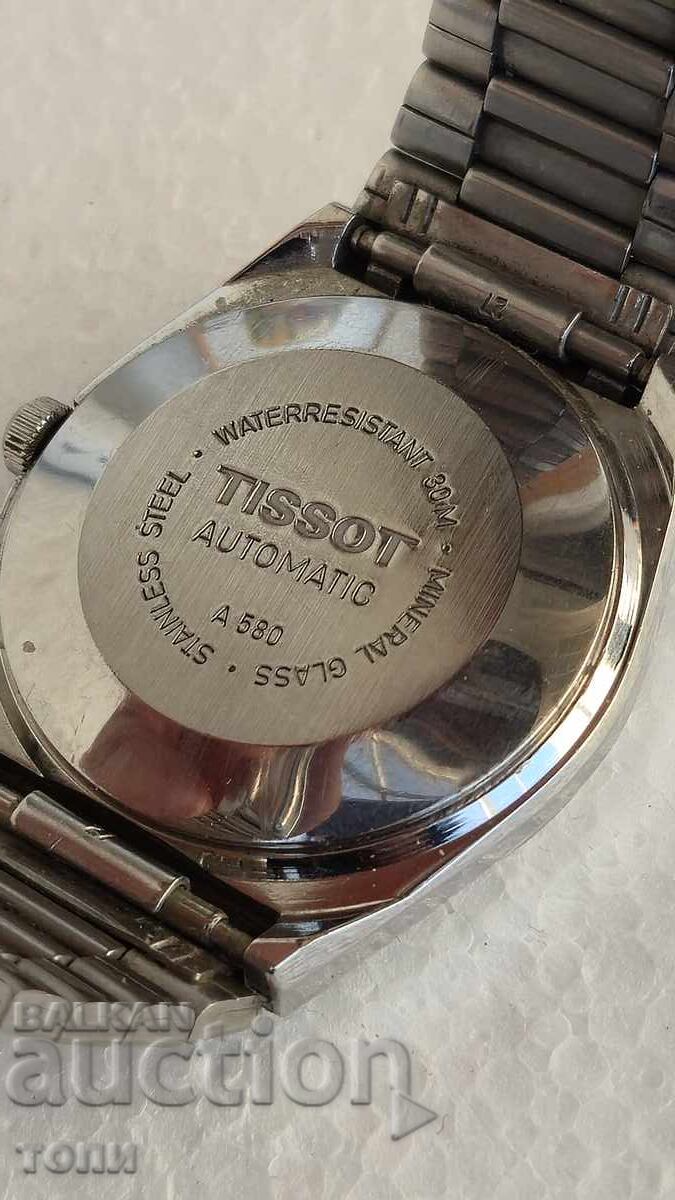 WATERRESISTANT 30M • MINERAL GLASS • STAINLESS STEEL •
TISSOT
AUTOMATIC
A 580
BALKAN
auction
топи